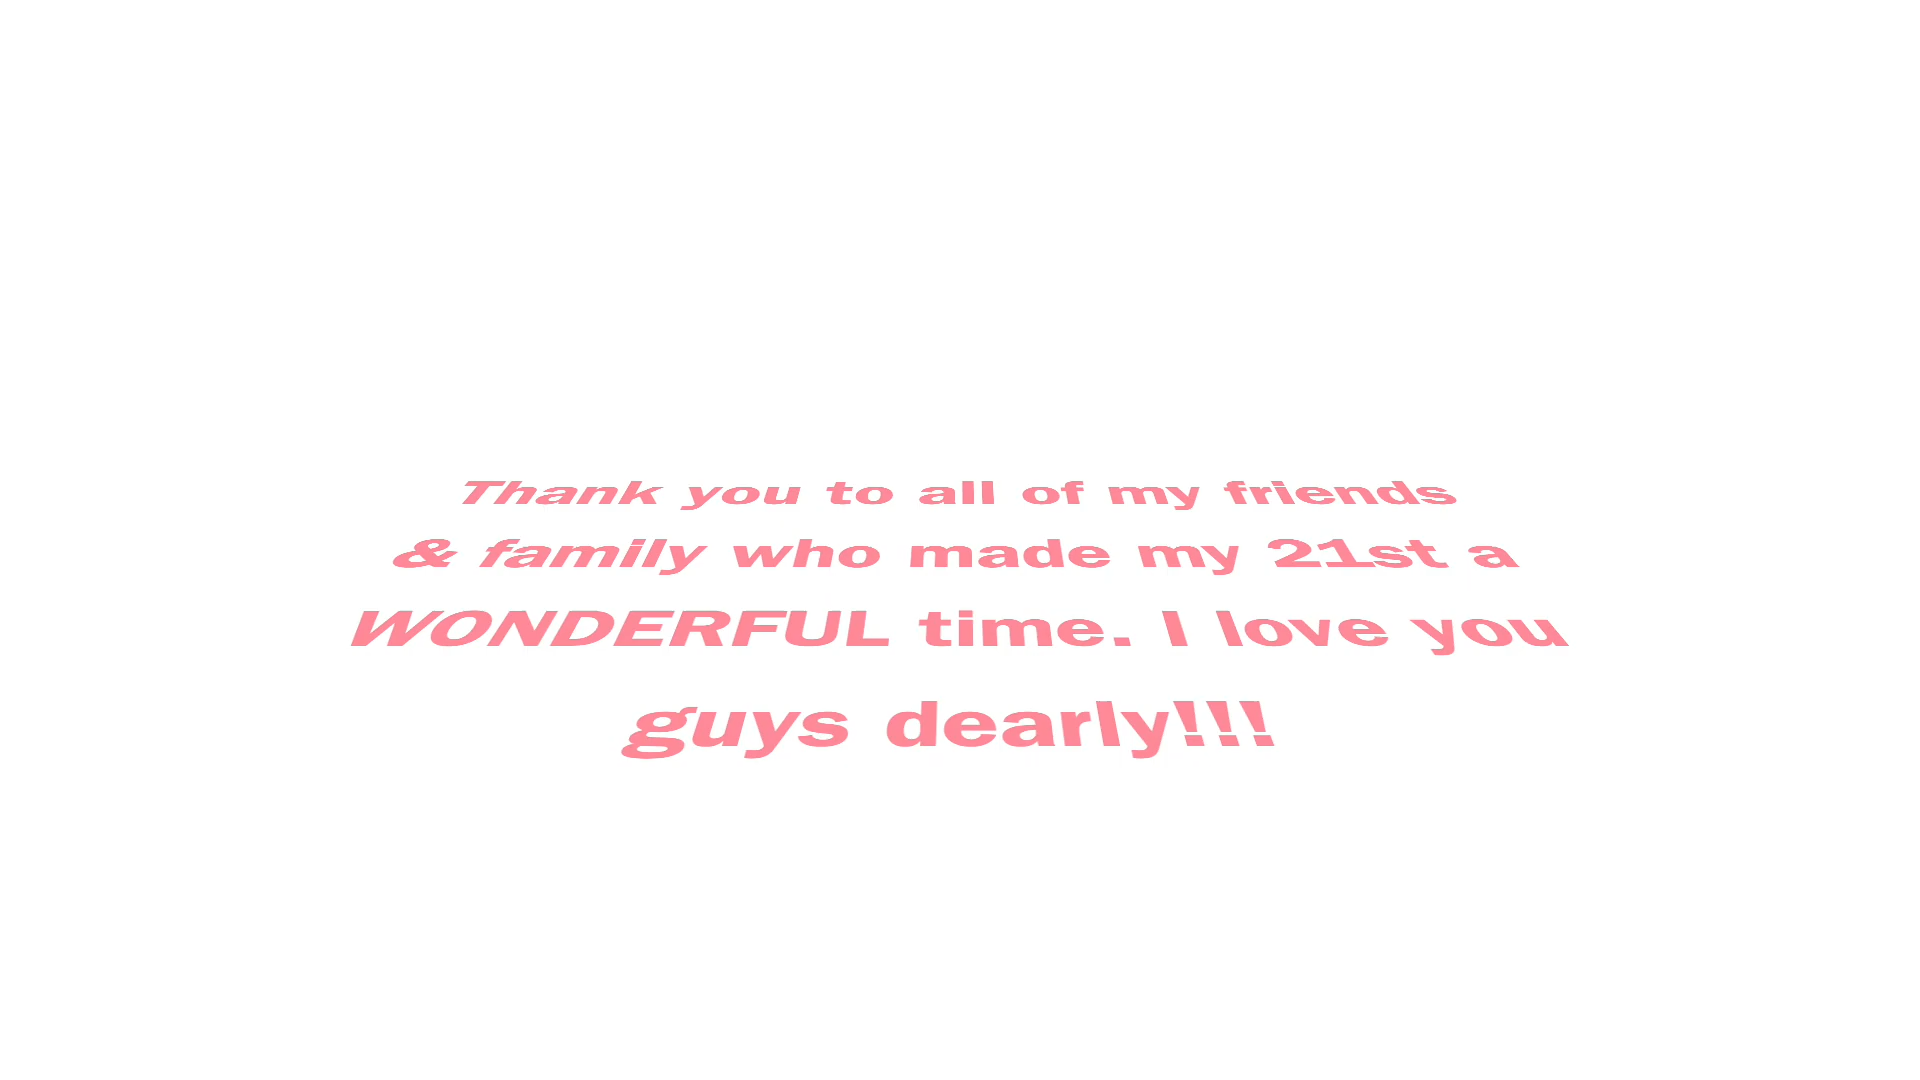 Thank you to all of my friends
& family who made my 21st a
WONDERFUL time. I love you
guys dearly!!!